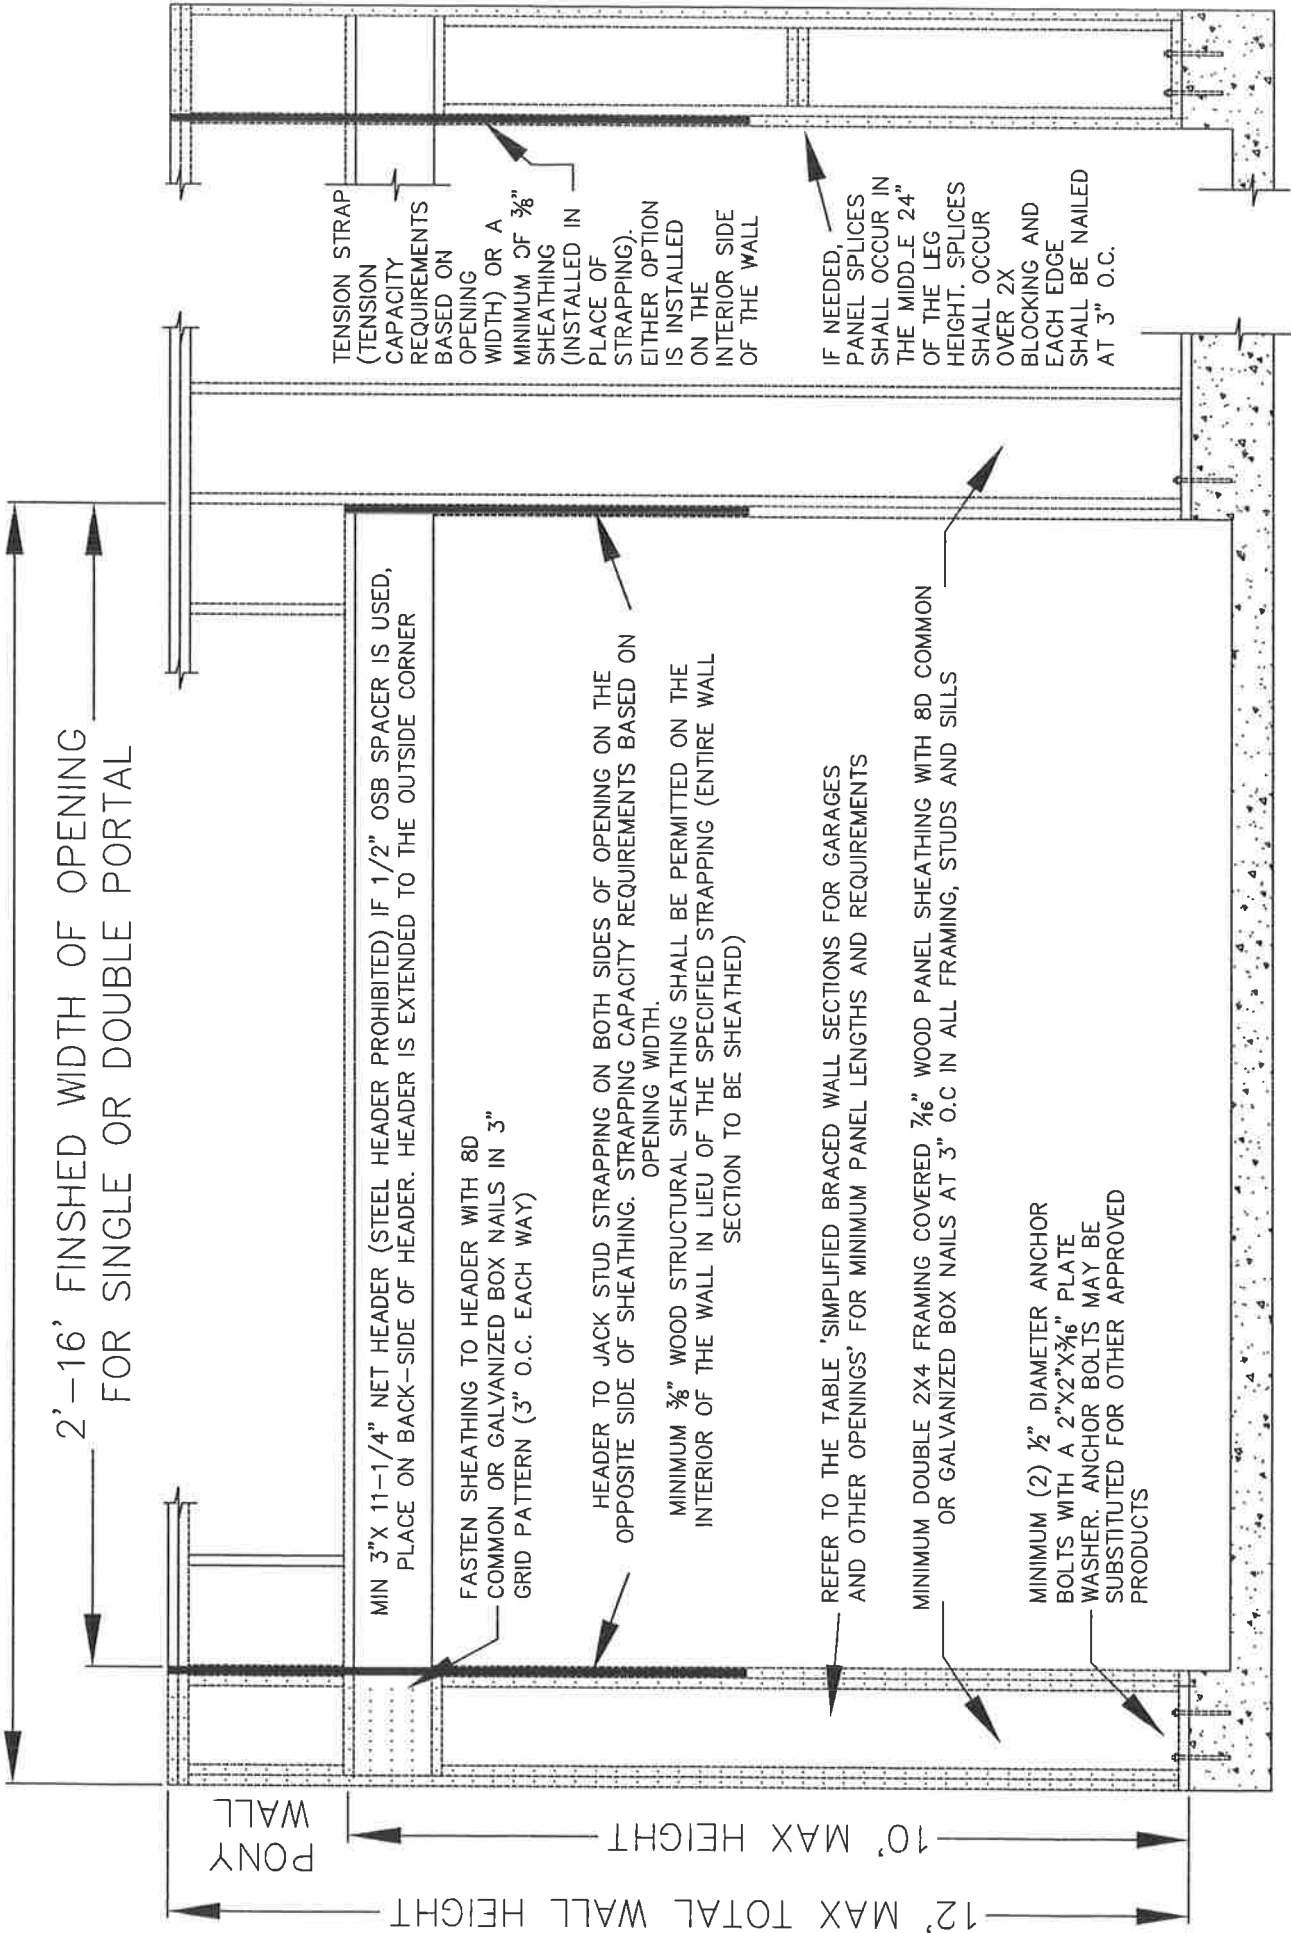 2'-16' FINISHED WIDTH OF OPENING
FOR SINGLE OR DOUBLE PORTAL
PONY
WALL
12' MAX TOTAL WALL HEIGHT
10' MAX HEIGHT
MIN 3"X 11-1/4" NET HEADER (STEEL HEADER PROHIBITED) IF 1/2" OSB SPACER IS USED,
PLACE ON BACK-SIDE OF HEADER. HEADER IS EXTENDED TO THE OUTSIDE CORNER
FASTEN SHEATHING TO HEADER WITH 8D
COMMON OR GALVANIZED BOX NAILS IN 3"
GRID PATTERN (3" O.C. EACH WAY)
HEADER TO JACK STUD STRAPPING ON BOTH SIDES OF OPENING ON THE
OPPOSITE SIDE OF SHEATHING. STRAPPING CAPACITY REQUIREMENTS BASED ON
OPENING WIDTH.
MINIMUM ⅜" WOOD STRUCTURAL SHEATHING SHALL BE PERMITTED ON THE
INTERIOR OF THE WALL IN LIEU OF THE SPECIFIED STRAPPING (ENTIRE WALL
SECTION TO BE SHEATHED)
REFER TO THE TABLE 'SIMPLIFIED BRACED WALL SECTIONS FOR GARAGES
AND OTHER OPENINGS' FOR MINIMUM PANEL LENGTHS AND REQUIREMENTS
MINIMUM DOUBLE 2X4 FRAMING COVERED 7⁄16" WOOD PANEL SHEATHING WITH 8D COMMON
OR GALVANIZED BOX NAILS AT 3" O.C IN ALL FRAMING, STUDS AND SILLS
MINIMUM (2) ½" DIAMETER ANCHOR
BOLTS WITH A 2"X2"X3⁄16" PLATE
WASHER. ANCHOR BOLTS MAY BE
SUBSTITUTED FOR OTHER APPROVED
PRODUCTS
TENSION STRAP
(TENSION
CAPACITY
REQUIREMENTS
BASED ON
OPENING
WIDTH) OR A
MINIMUM OF ⅜"
SHEATHING
(INSTALLED IN
PLACE OF
STRAPPING).
EITHER OPTION
IS INSTALLED
ON THE
INTERIOR SIDE
OF THE WALL
IF NEEDED,
PANEL SPLICES
SHALL OCCUR IN
THE MIDDLE 24"
OF THE LEG
HEIGHT. SPLICES
SHALL OCCUR
OVER 2X
BLOCKING AND
EACH EDGE
SHALL BE NAILED
AT 3" O.C.